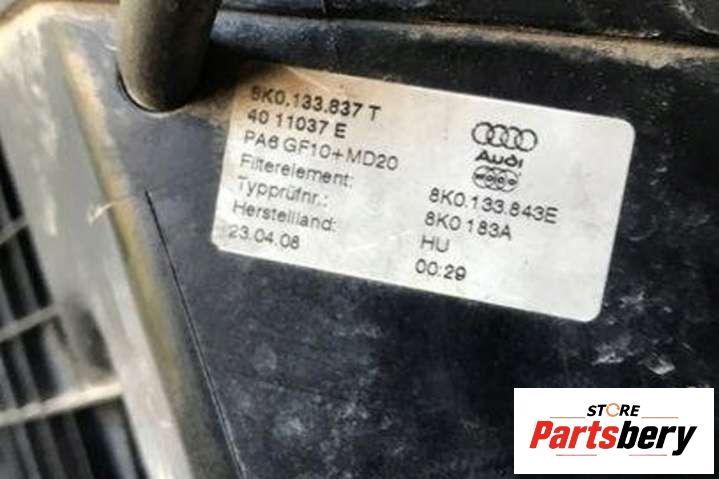 8K0.133.837 T
40 11037 E
PA6 GF10+MD20
Audi
Filterelement: 8K0.133.843E
Typprüfnr.: 8K0 183A
Herstellland: HU
23.04.08 00:29
STORE
Partsbery